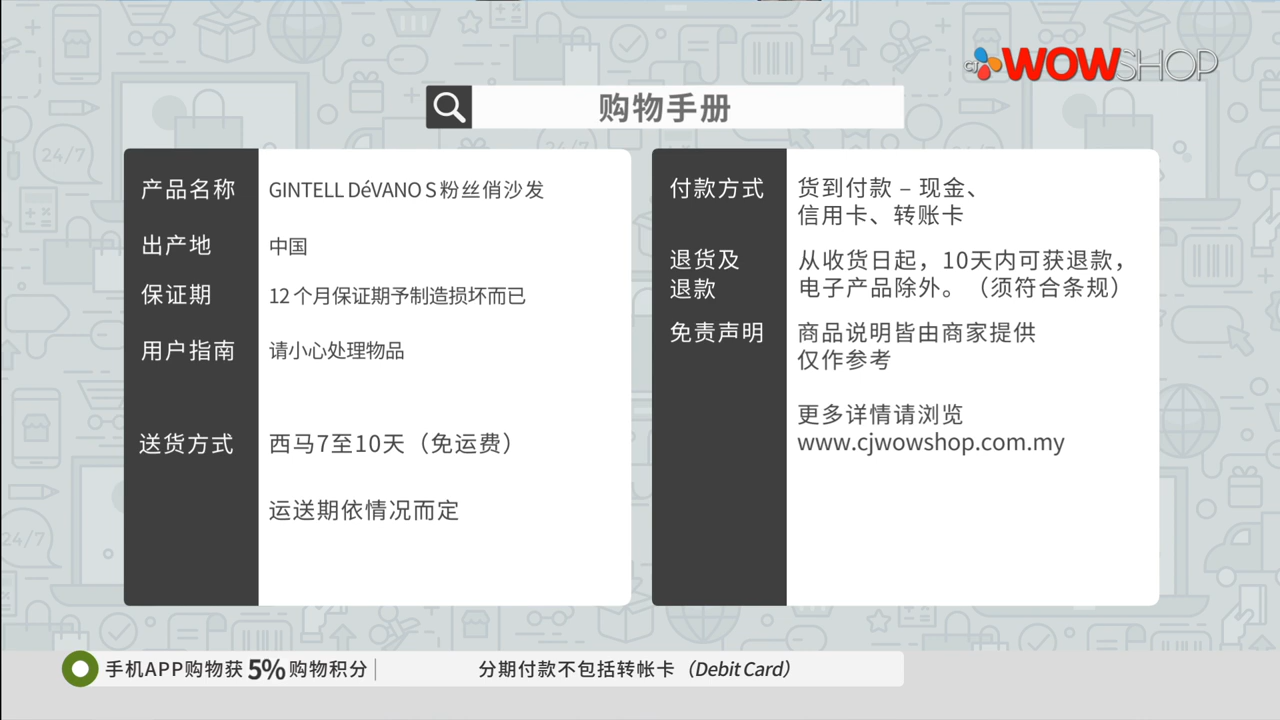 CJ WOWSHOP
购物手册
产品名称 GINTELL DéVANO S 粉丝俏沙发
出产地 中国
保证期 12 个月保证期予制造损坏而已
用户指南 请小心处理物品
送货方式 西马7至10天（免运费）
运送期依情况而定
付款方式 货到付款 – 现金、
信用卡、转账卡
退货及 从收货日起，10天内可获退款，
退款 电子产品除外。（须符合条规）
免责声明 商品说明皆由商家提供
仅作参考
更多详情请浏览
www.cjwowshop.com.my
手机APP购物获 5% 购物积分 | 分期付款不包括转帐卡（Debit Card）
24/7
24/7
24/7